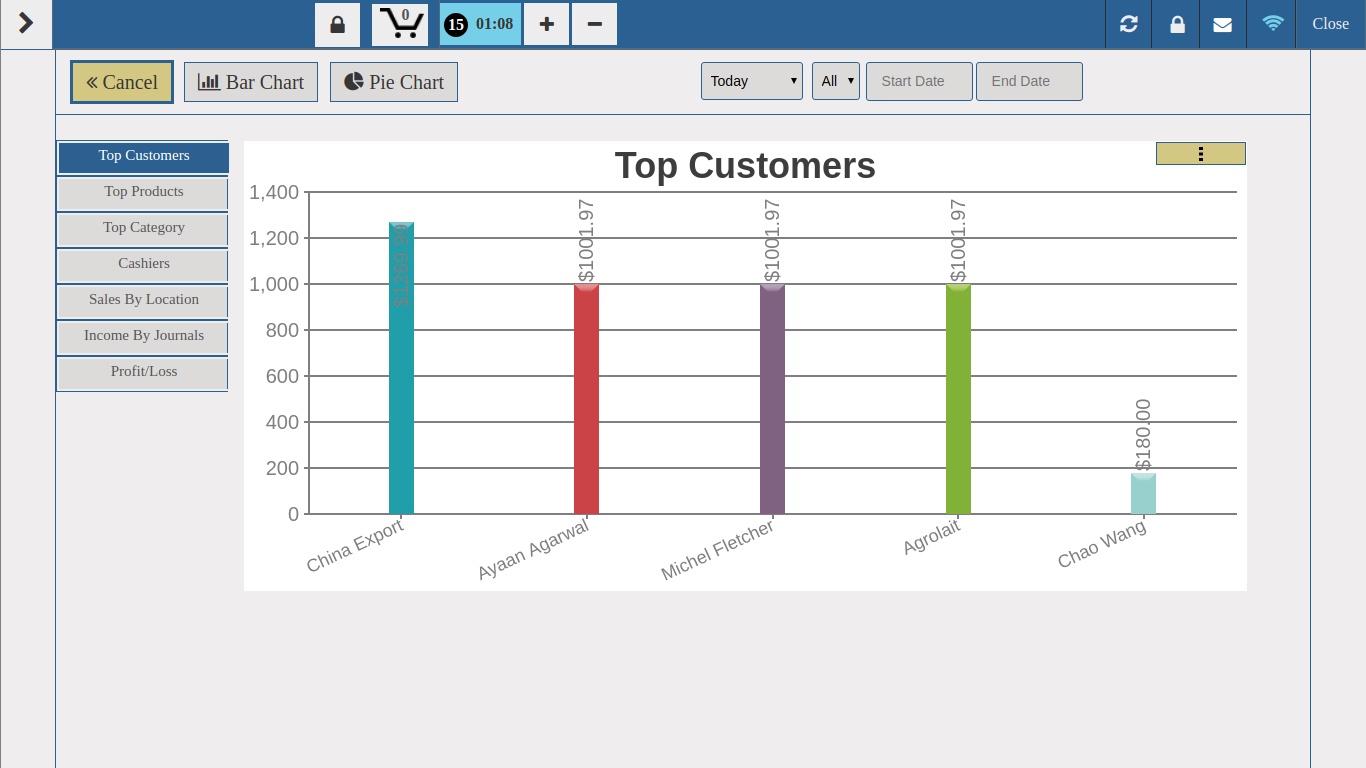 0
15 01:08
Close
Cancel
Bar Chart
Pie Chart
Today
All
Start Date
End Date
Top Customers
Top Products
Top Category
Cashiers
Sales By Location
Income By Journals
Profit/Loss
Top Customers
1,400
1,200
1,000
800
600
400
200
0
$1269.99
$1001.97
$1001.97
$1001.97
$180.00
China Export
Ayaan Agarwal
Michel Fletcher
Agrolait
Chao Wang